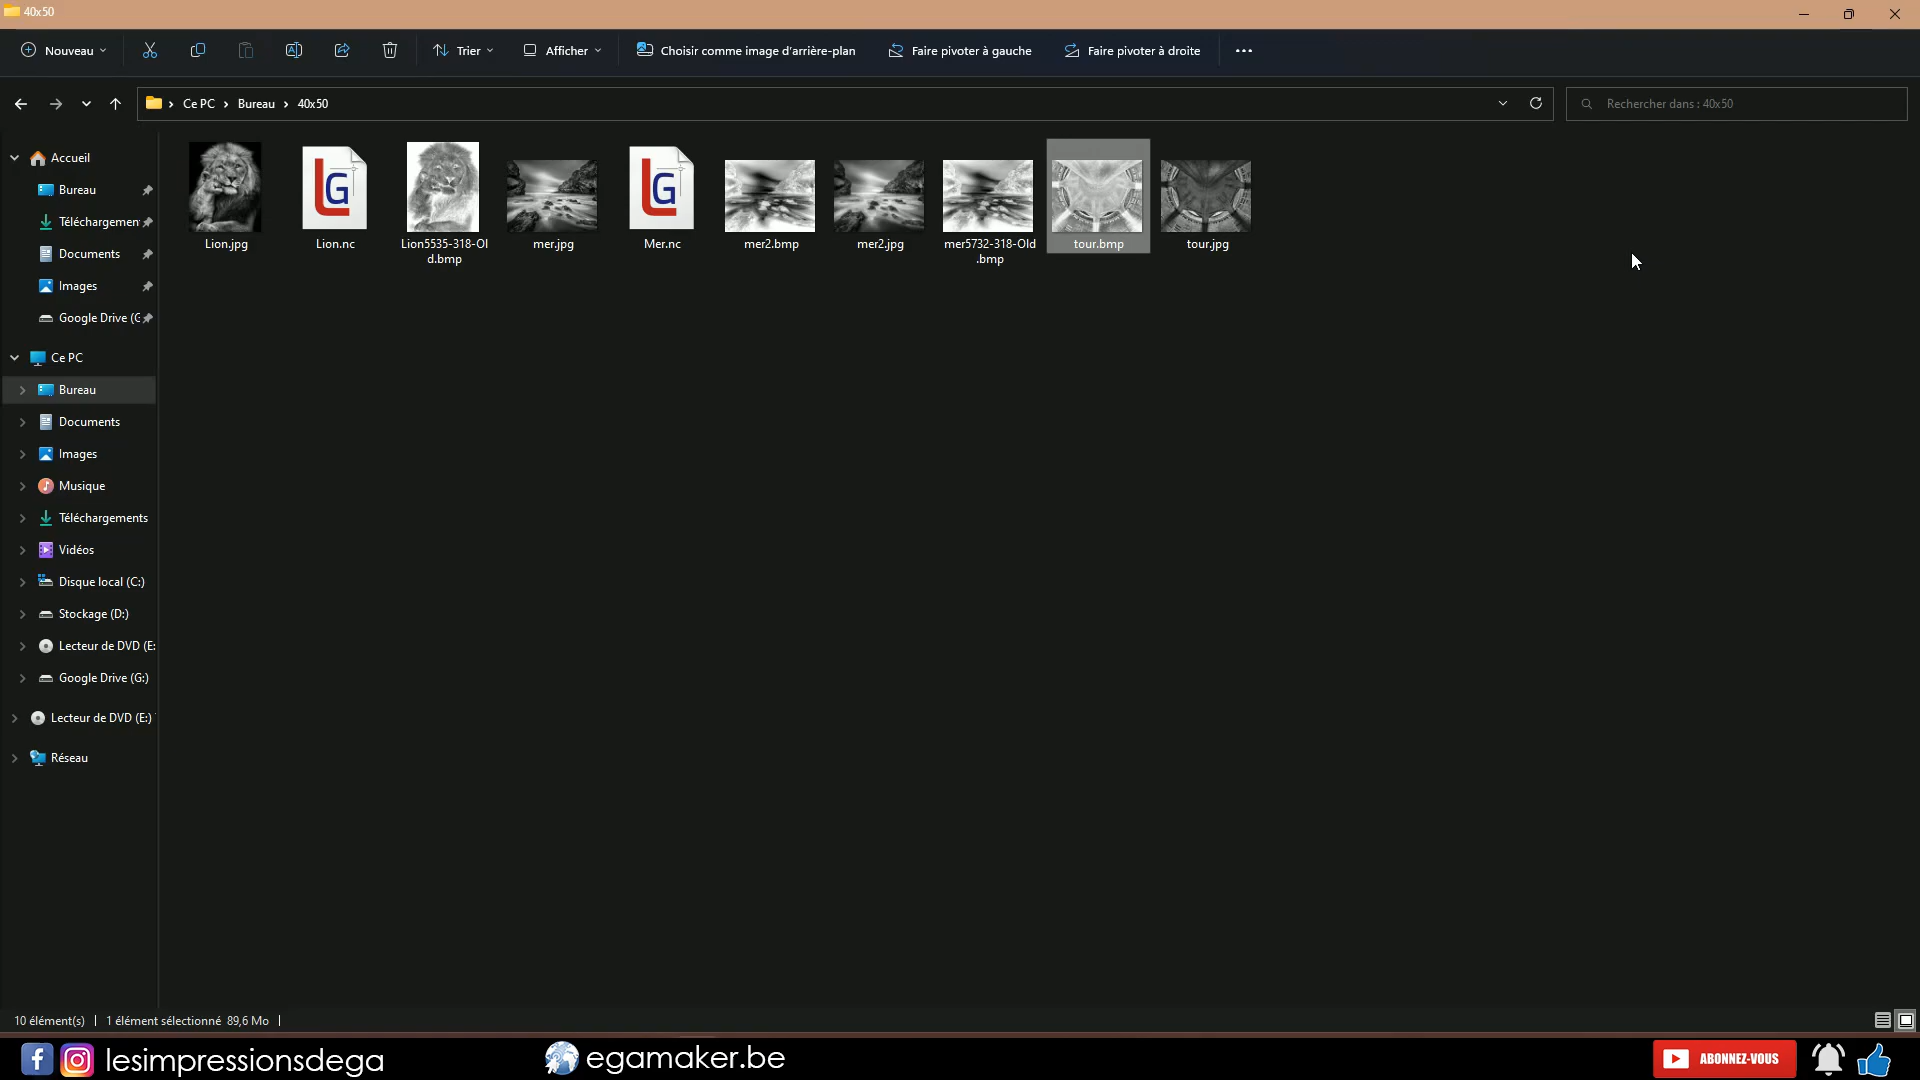 40x50
Nouveau
Trier
Afficher
Choisir comme image d'arrière-plan
Faire pivoter à gauche
Faire pivoter à droite
Ce PC
Bureau
40x50
Rechercher dans : 40x50
Accueil
Bureau
Téléchargemen
Documents
Images
Google Drive (G
Ce PC
Bureau
Documents
Images
Musique
Téléchargements
Vidéos
Disque local (C:)
Stockage (D:)
Lecteur de DVD (E:
Google Drive (G:)
Lecteur de DVD (E:)
Réseau
LG
LG
Lion.jpg
Lion.nc
Lion5535-318-Ol
d.bmp
mer.jpg
Mer.nc
mer2.bmp
mer2.jpg
mer5732-318-Old
.bmp
tour.bmp
tour.jpg
10 élément(s)
1 élément sélectionné 89,6 Mo
lesimpressionsdega
egamaker.be
ABONNEZ-VOUS